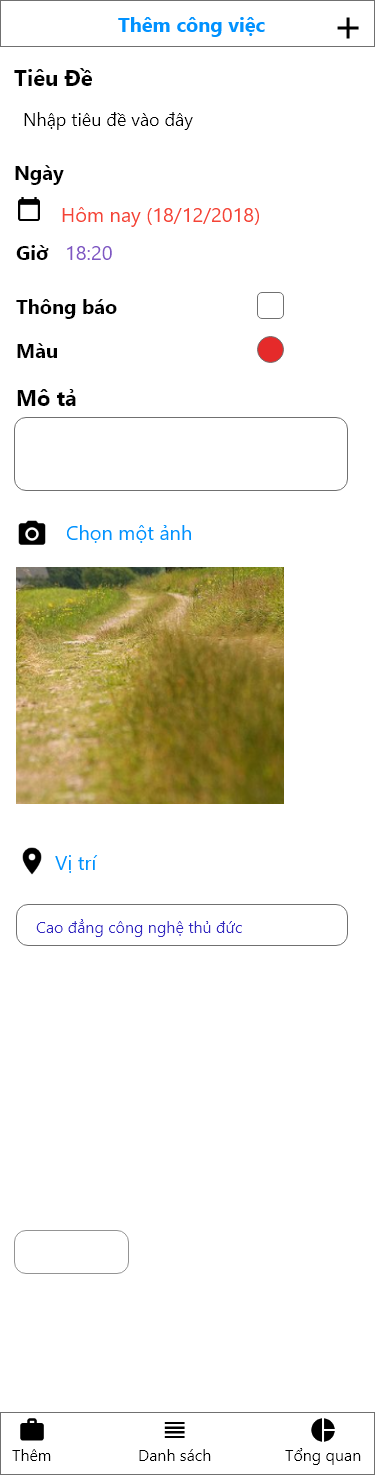 Thêm công việc
Tiêu Đề
Nhập tiêu đề vào đây
Ngày
Hôm nay (18/12/2018)
Giờ 18:20
Thông báo
Màu
Mô tả
Chọn một ảnh
Vị trí
Cao đẳng công nghệ thủ đức
Thêm Danh sách Tổng quan